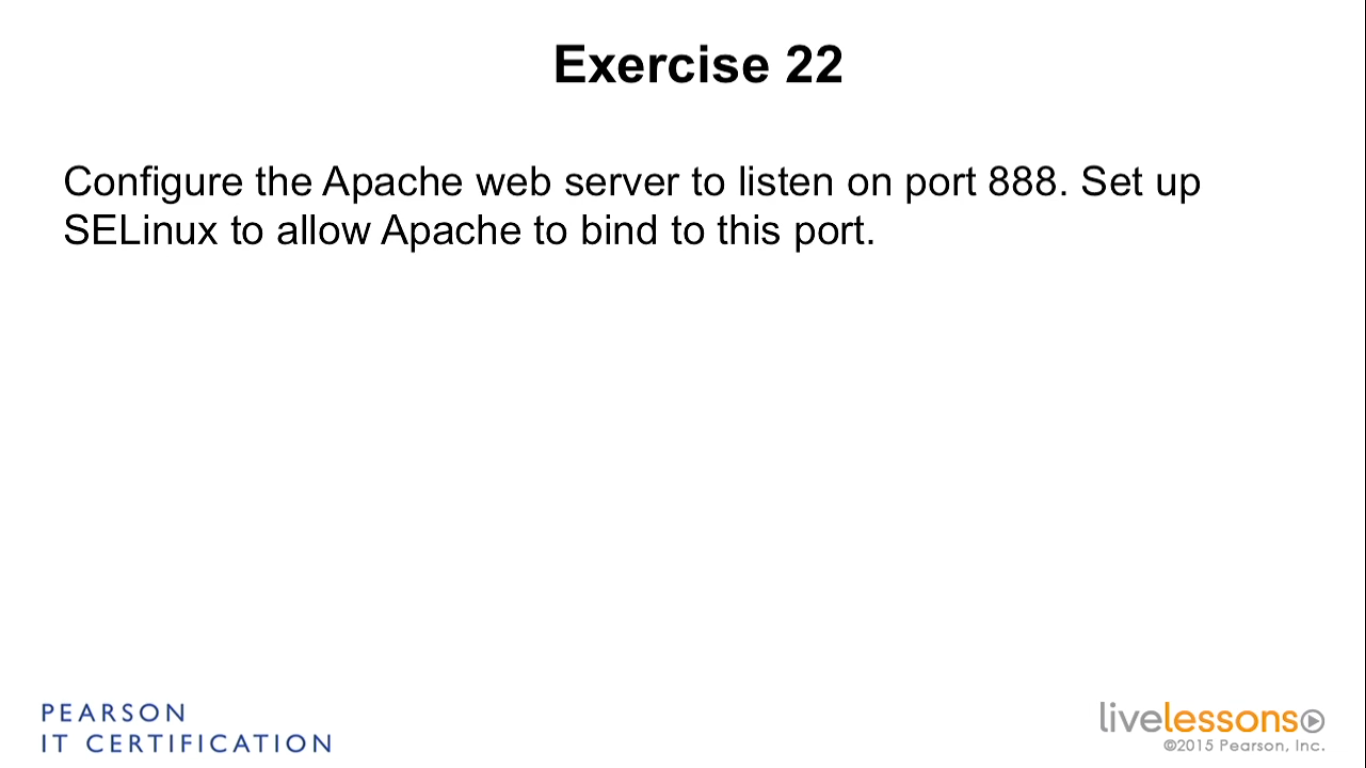 Exercise 22
Configure the Apache web server to listen on port 888. Set up
SELinux to allow Apache to bind to this port.
PEARSON
IT CERTIFICATION
livelessons
©2015 Pearson, Inc.